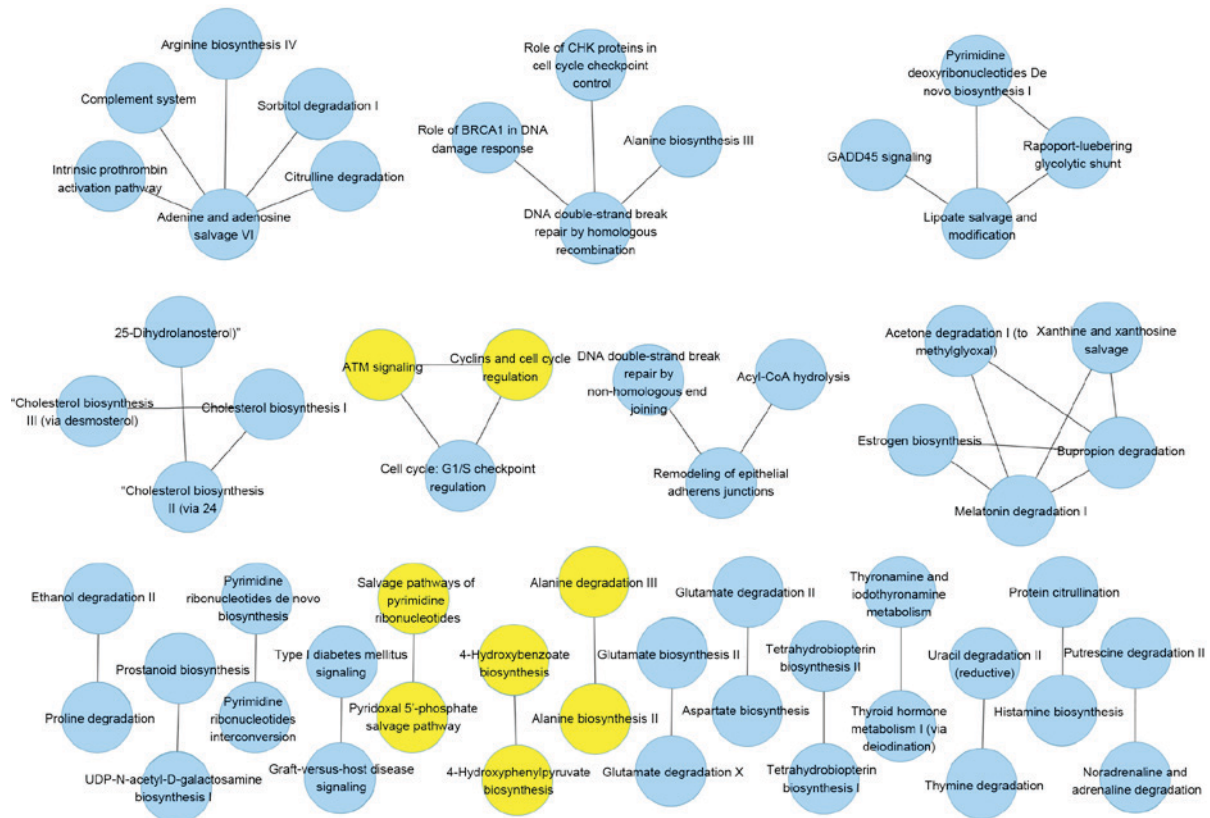 Arginine biosynthesis IV
Complement system
Sorbitol degradation I
Intrinsic prothrombin
activation pathway
Citrulline degradation
Adenine and adenosine
salvage VI
Role of CHK proteins in
cell cycle checkpoint
control
Role of BRCA1 in DNA
damage response
Alanine biosynthesis III
DNA double-strand break
repair by homologous
recombination
Pyrimidine
deoxyribonucleotides De
novo biosynthesis I
GADD45 signaling
Rapoport-luebering
glycolytic shunt
Lipoate salvage and
modification
25-Dihydrolanosterol)"
"Cholesterol biosynthesis
III (via desmosterol)
Cholesterol biosynthesis I
"Cholesterol biosynthesis
II (via 24
ATM signaling
Cyclins and cell cycle
regulation
Cell cycle: G1/S checkpoint
regulation
DNA double-strand break
repair by
non-homologous end
joining
Acyl-CoA hydrolysis
Remodeling of epithelial
adherens junctions
Acetone degradation I (to
methylglyoxal)
Xanthine and xanthosine
salvage
Estrogen biosynthesis
Bupropion degradation
Melatonin degradation I
Ethanol degradation II
Proline degradation
Prostanoid biosynthesis
UDP-N-acetyl-D-galactosamine
biosynthesis I
Pyrimidine
ribonucleotides de novo
biosynthesis
Pyrimidine
ribonucleotides
interconversion
Type I diabetes mellitus
signaling
Graft-versus-host disease
signaling
Salvage pathways of
pyrimidine
ribonucleotides
Pyridoxal 5'-phosphate
salvage pathway
4-Hydroxybenzoate
biosynthesis
4-Hydroxyphenylpyruvate
biosynthesis
Alanine degradation III
Alanine biosynthesis II
Glutamate biosynthesis II
Glutamate degradation X
Glutamate degradation II
Aspartate biosynthesis
Tetrahydrobiopterin
biosynthesis II
Tetrahydrobiopterin
biosynthesis I
Thyronamine and
iodothyronamine
metabolism
Thyroid hormone
metabolism I (via
deiodination)
Uracil degradation II
(reductive)
Thymine degradation
Protein citrullination
Histamine biosynthesis
Putrescine degradation II
Noradrenaline and
adrenaline degradation